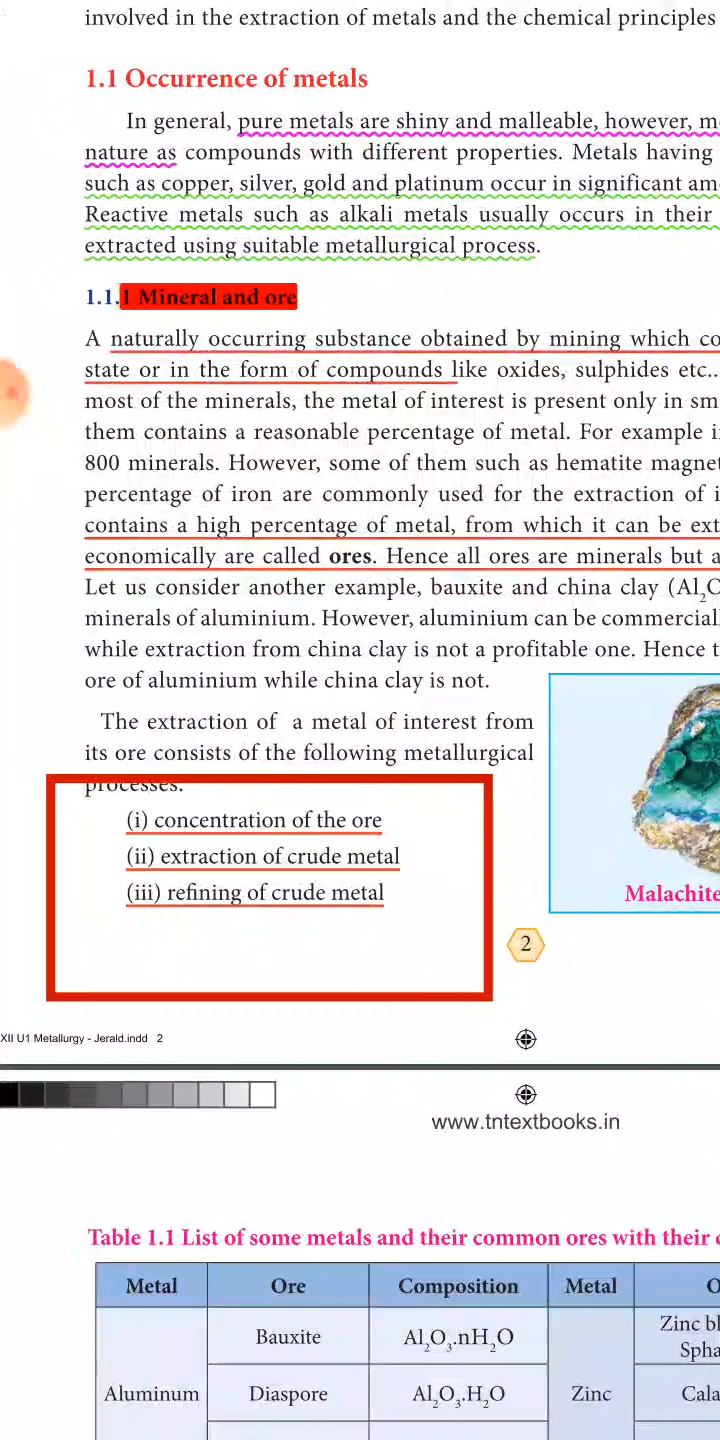 involved in the extraction of metals and the chemical principles
1.1 Occurrence of metals
In general, pure metals are shiny and malleable, however,
nature as compounds with different properties. Metals having
such as copper, silver, gold and platinum occur in significant
Reactive metals such as alkali metals usually occurs in their
extracted using suitable metallurgical process.
1.1.1 Mineral and ore
A naturally occurring substance obtained by mining which
state or in the form of compounds like oxides, sulphides etc..
most of the minerals, the metal of interest is present only in
them contains a reasonable percentage of metal. For example
800 minerals. However, some of them such as hematite
percentage of iron are commonly used for the extraction of
contains a high percentage of metal, from which it can be
economically are called ores. Hence all ores are minerals but
Let us consider another example, bauxite and china clay
minerals of aluminium. However, aluminium can be
while extraction from china clay is not a profitable one. Hence
ore of aluminium while china clay is not.
The extraction of a metal of interest from
its ore consists of the following metallurgical
processes.
(i) concentration of the ore
(ii) extraction of crude metal
(iii) refining of crude metal
Malachite
2
XII U1 Metallurgy - Jerald.indd 2
www.tntextbooks.in
Table 1.1 List of some metals and their common ores with their
Metal Ore Composition Metal
Bauxite Al₂O₃.nH₂O Zinc
Aluminum Diaspore Al₂O₃.H₂O Zinc